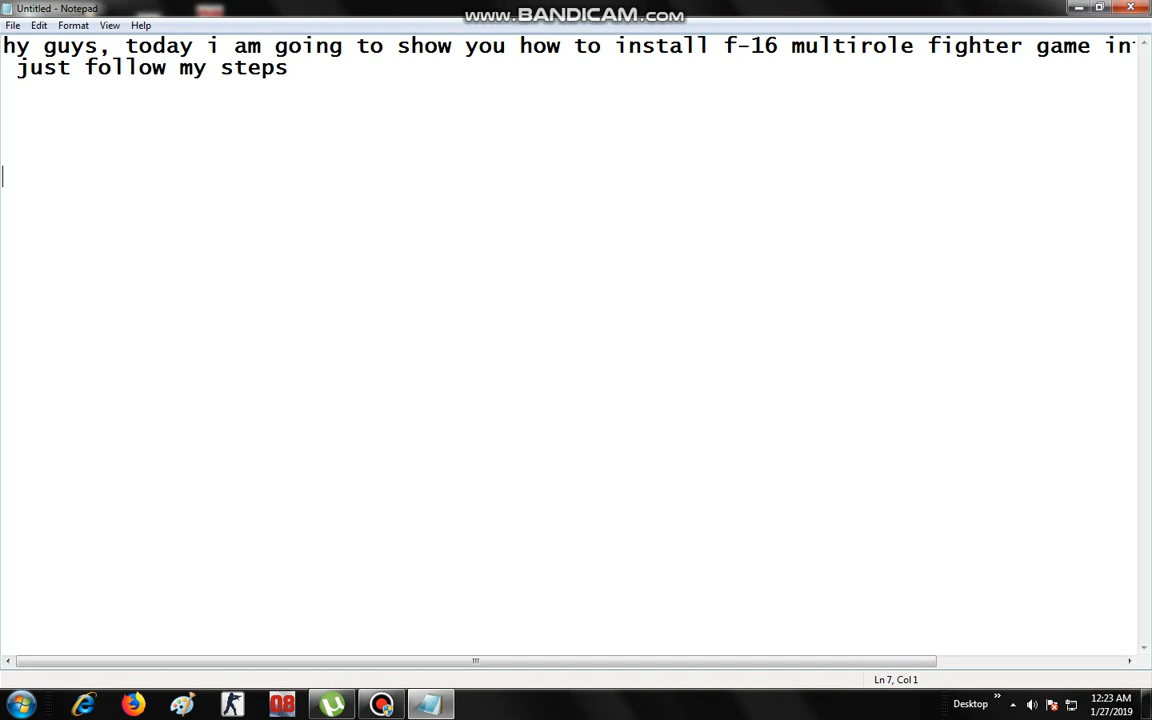 Untitled - Notepad
www.BANDICAM.com
File Edit Format View Help
hy guys, today i am going to show you how to install f-16 multirole fighter game
just follow my steps
Ln 7, Col 1
08
Desktop
12:23 AM
1/27/2019